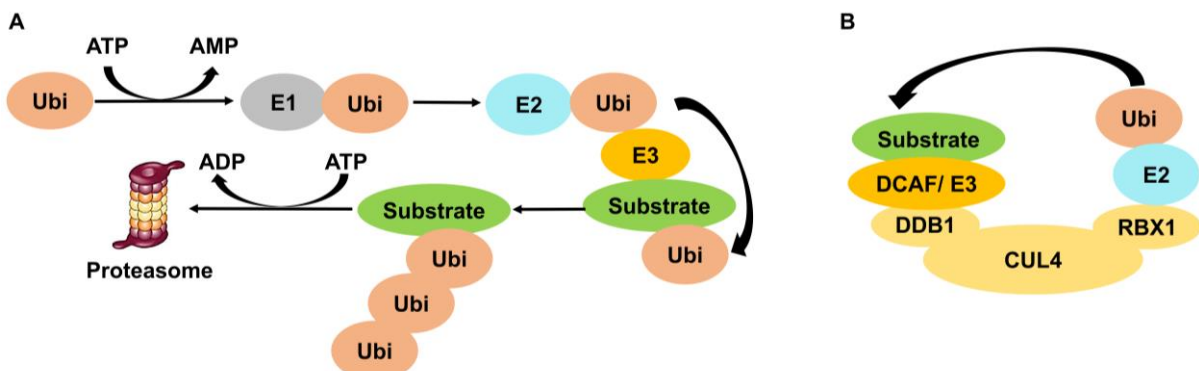 A
ATP
AMP
Ubi
E1
Ubi
E2
Ubi
E3
ADP
ATP
Substrate
Substrate
Proteasome
Ubi
Ubi
Ubi
Ubi
B
Substrate
Ubi
DCAF/ E3
E2
DDB1
RBX1
CUL4